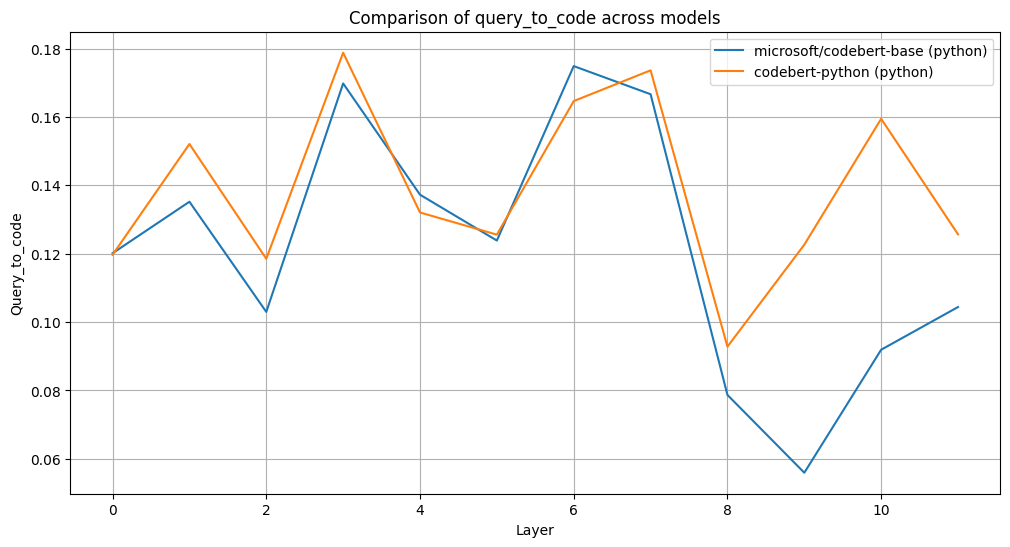 Comparison of query_to_code across models
microsoft/codebert-base (python)
codebert-python (python)
Query_to_code
0.18
0.16
0.14
0.12
0.10
0.08
0.06
0 2 4 6 8 10
Layer